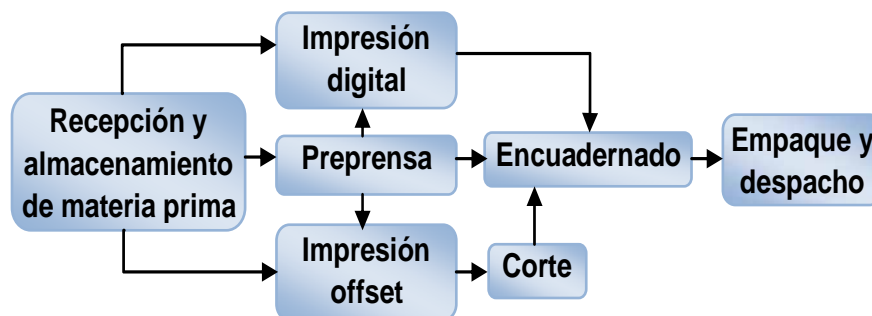 Impresión
digital
Recepción y
almacenamiento
de materia prima
Preprensa
Encuadernado
Empaque y
despacho
Impresión
offset
Corte